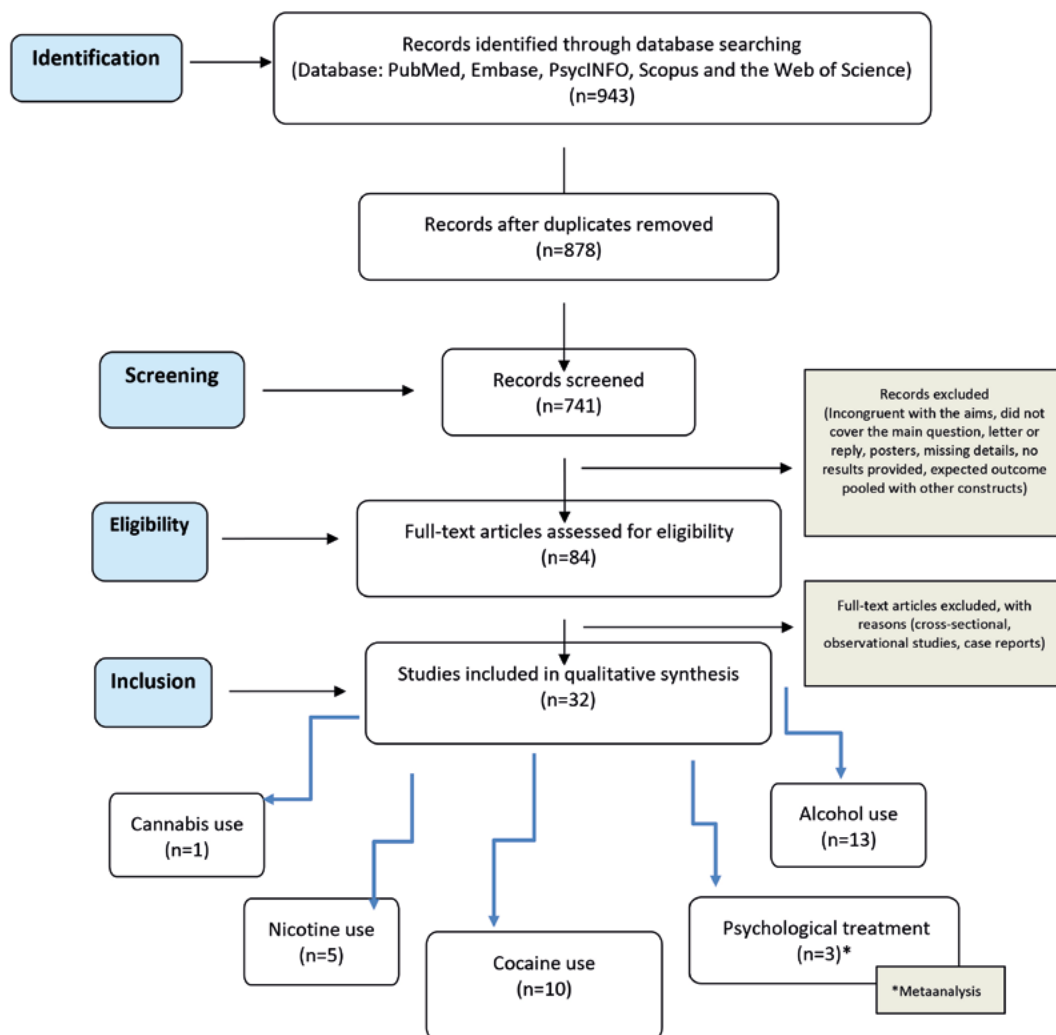 Identification
Records identified through database searching
(Database: PubMed, Embase, PsycINFO, Scopus and the Web of Science)
(n=943)
Records after duplicates removed
(n=878)
Screening
Records screened
(n=741)
Records excluded
(Incongruent with the aims, did not
cover the main question, letter or
reply, posters, missing details, no
results provided, expected outcome
pooled with other constructs)
Eligibility
Full-text articles assessed for eligibility
(n=84)
Full-text articles excluded, with
reasons (cross-sectional,
observational studies, case reports)
Inclusion
Studies included in qualitative synthesis
(n=32)
Cannabis use
(n=1)
Nicotine use
(n=5)
Cocaine use
(n=10)
Psychological treatment
(n=3)*
*Metaanalysis
Alcohol use
(n=13)